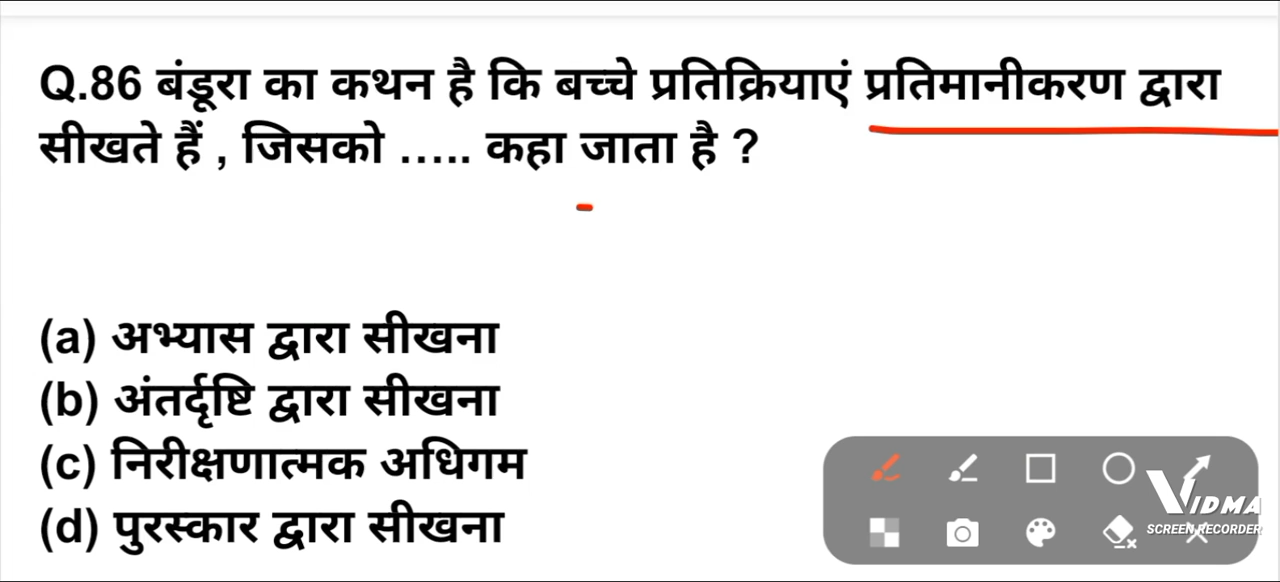 Q.86 बंडूरा का कथन है कि बच्चे प्रतिक्रियाएं प्रतिमानीकरण द्वारा
सीखते हैं , जिसको ..... कहा जाता है ?
(a) अभ्यास द्वारा सीखना
(b) अंतर्दृष्टि द्वारा सीखना
(c) निरीक्षणात्मक अधिगम
(d) पुरस्कार द्वारा सीखना
VIDMA
SCREEN RECORDER